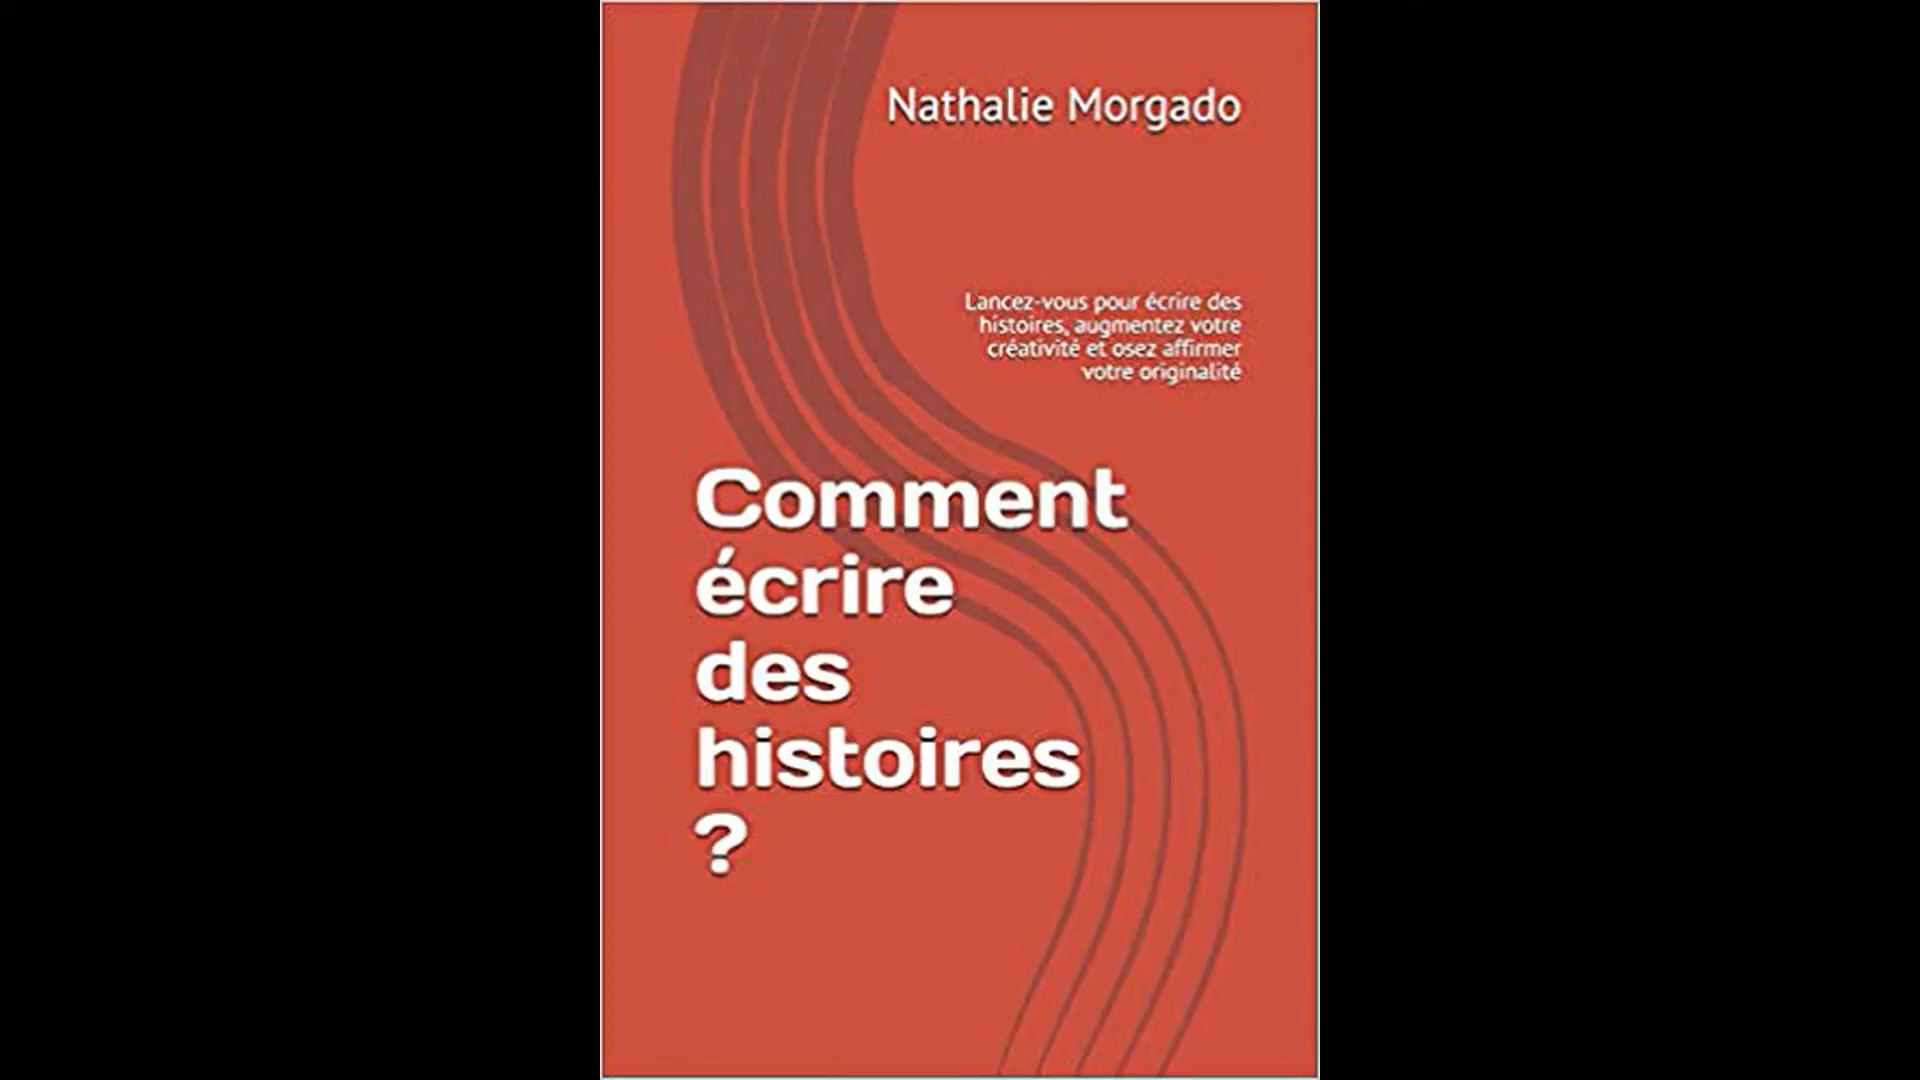 Nathalie Morgado
Lancez-vous pour écrire des
histoires, augmentez votre
créativité et osez affirmer
votre originalité
Comment
écrire
des
histoires
?